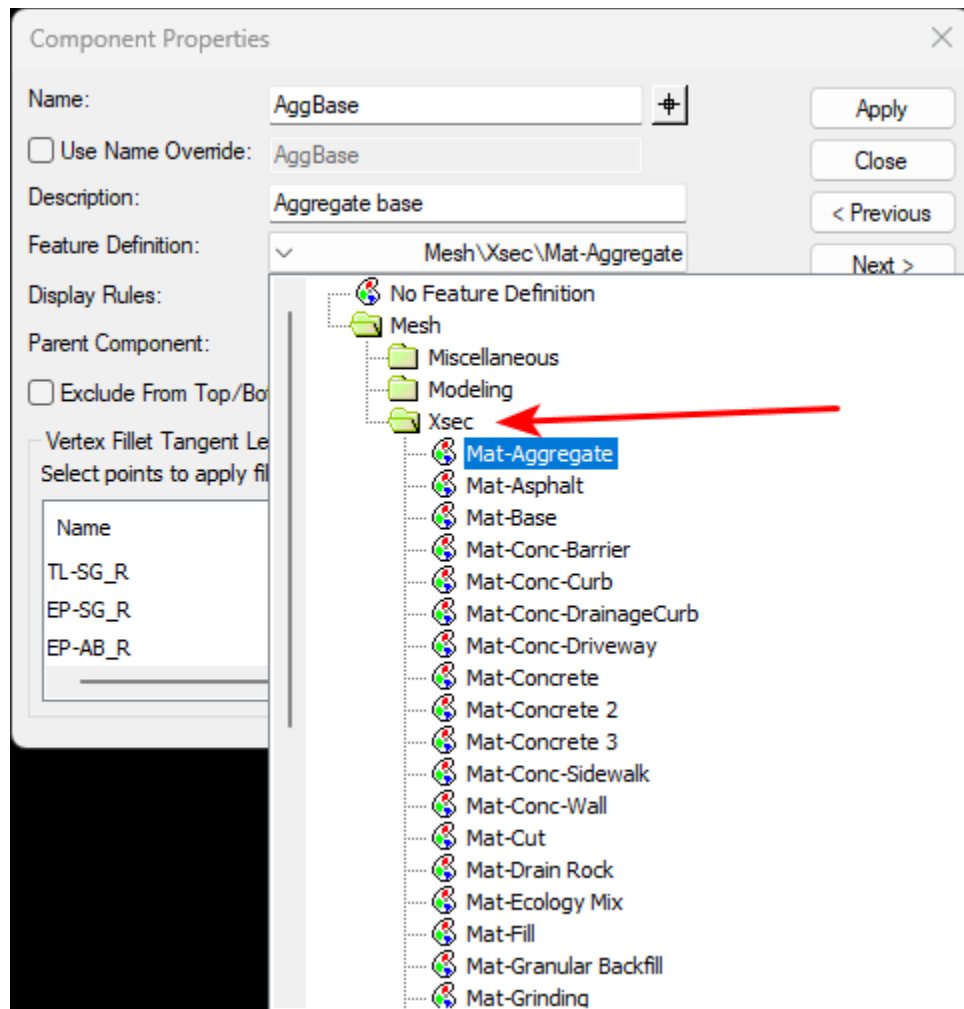 Component Properties
Name:
AggBase
Apply
Use Name Override:
AggBase
Close
Description:
Aggregate base
< Previous
Feature Definition:
Mesh\Xsec\Mat-Aggregate
Next >
Display Rules:
No Feature Definition
Mesh
Parent Component:
Miscellaneous
Modeling
Exclude From Top/Bo
Xsec
Vertex Fillet Tangent Le
Select points to apply fil
Name
TL-SG_R
EP-SG_R
EP-AB_R
Mat-Aggregate
Mat-Asphalt
Mat-Base
Mat-Conc-Barrier
Mat-Conc-Curb
Mat-Conc-DrainageCurb
Mat-Conc-Driveway
Mat-Concrete
Mat-Concrete 2
Mat-Concrete 3
Mat-Conc-Sidewalk
Mat-Conc-Wall
Mat-Cut
Mat-Drain Rock
Mat-Ecology Mix
Mat-Fill
Mat-Granular Backfill
Mat-Grinding